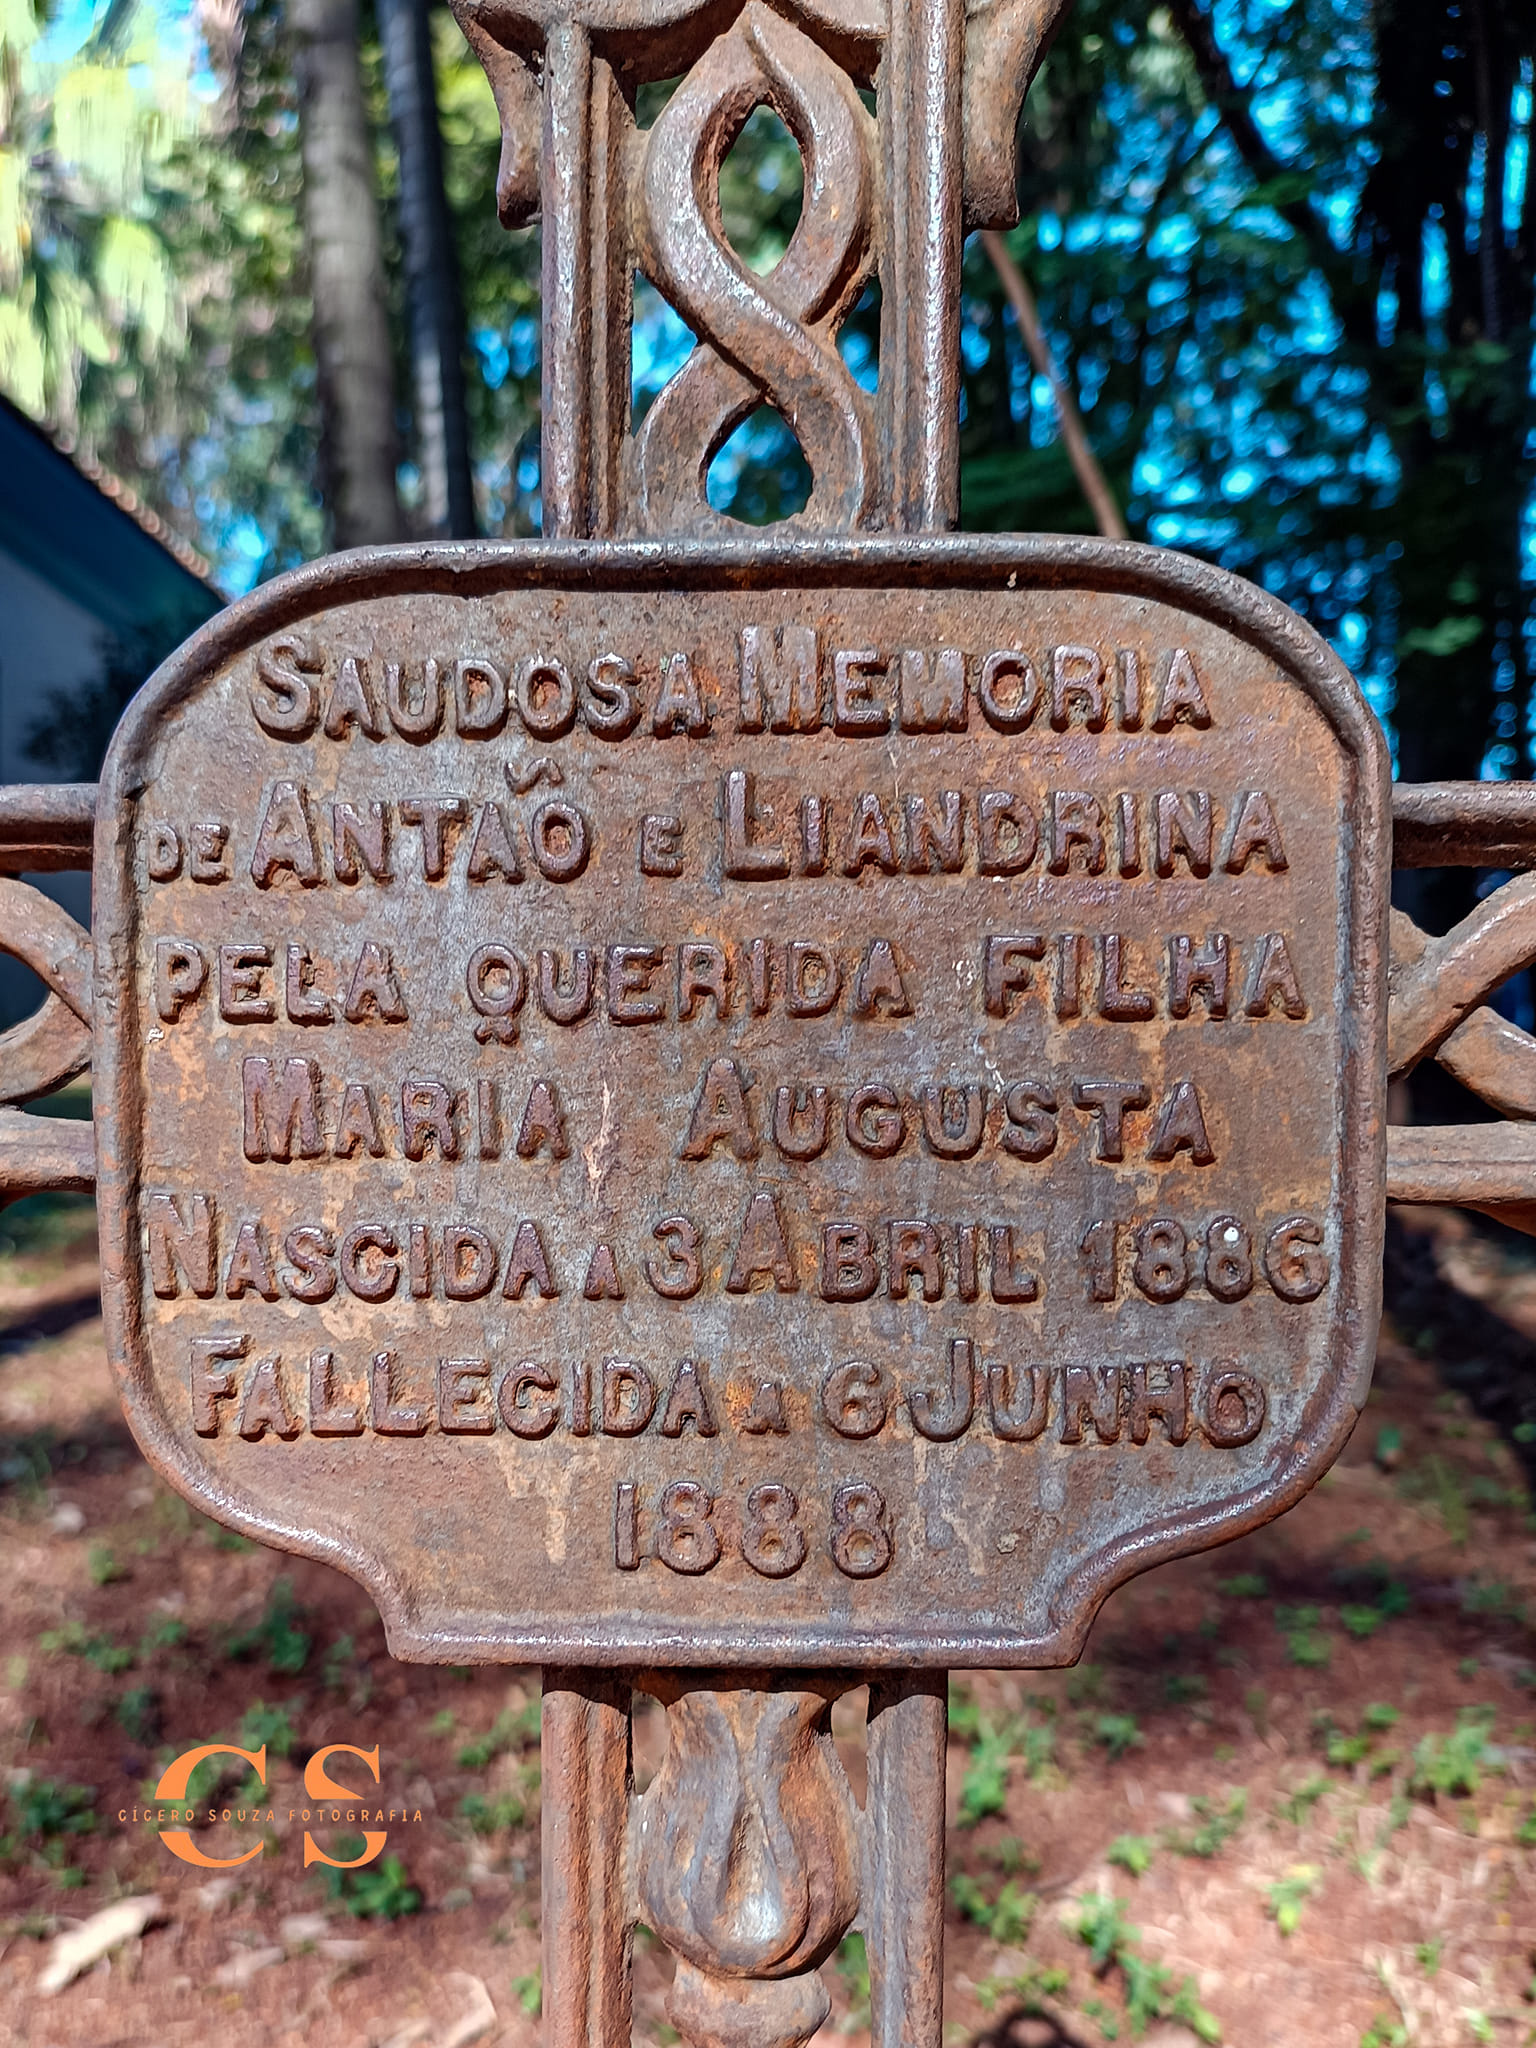 SAUDOSA MEMORIA
DE ANTAÕ E LIANDRINA
PELA QUERIDA FILHA
MARIA AUGUSTA
NASCIDA A 3 ABRIL 1886
FALLECIDA A 6 JUNHO
1888
CS
CÍCERO SOUZA FOTOGRAFIA